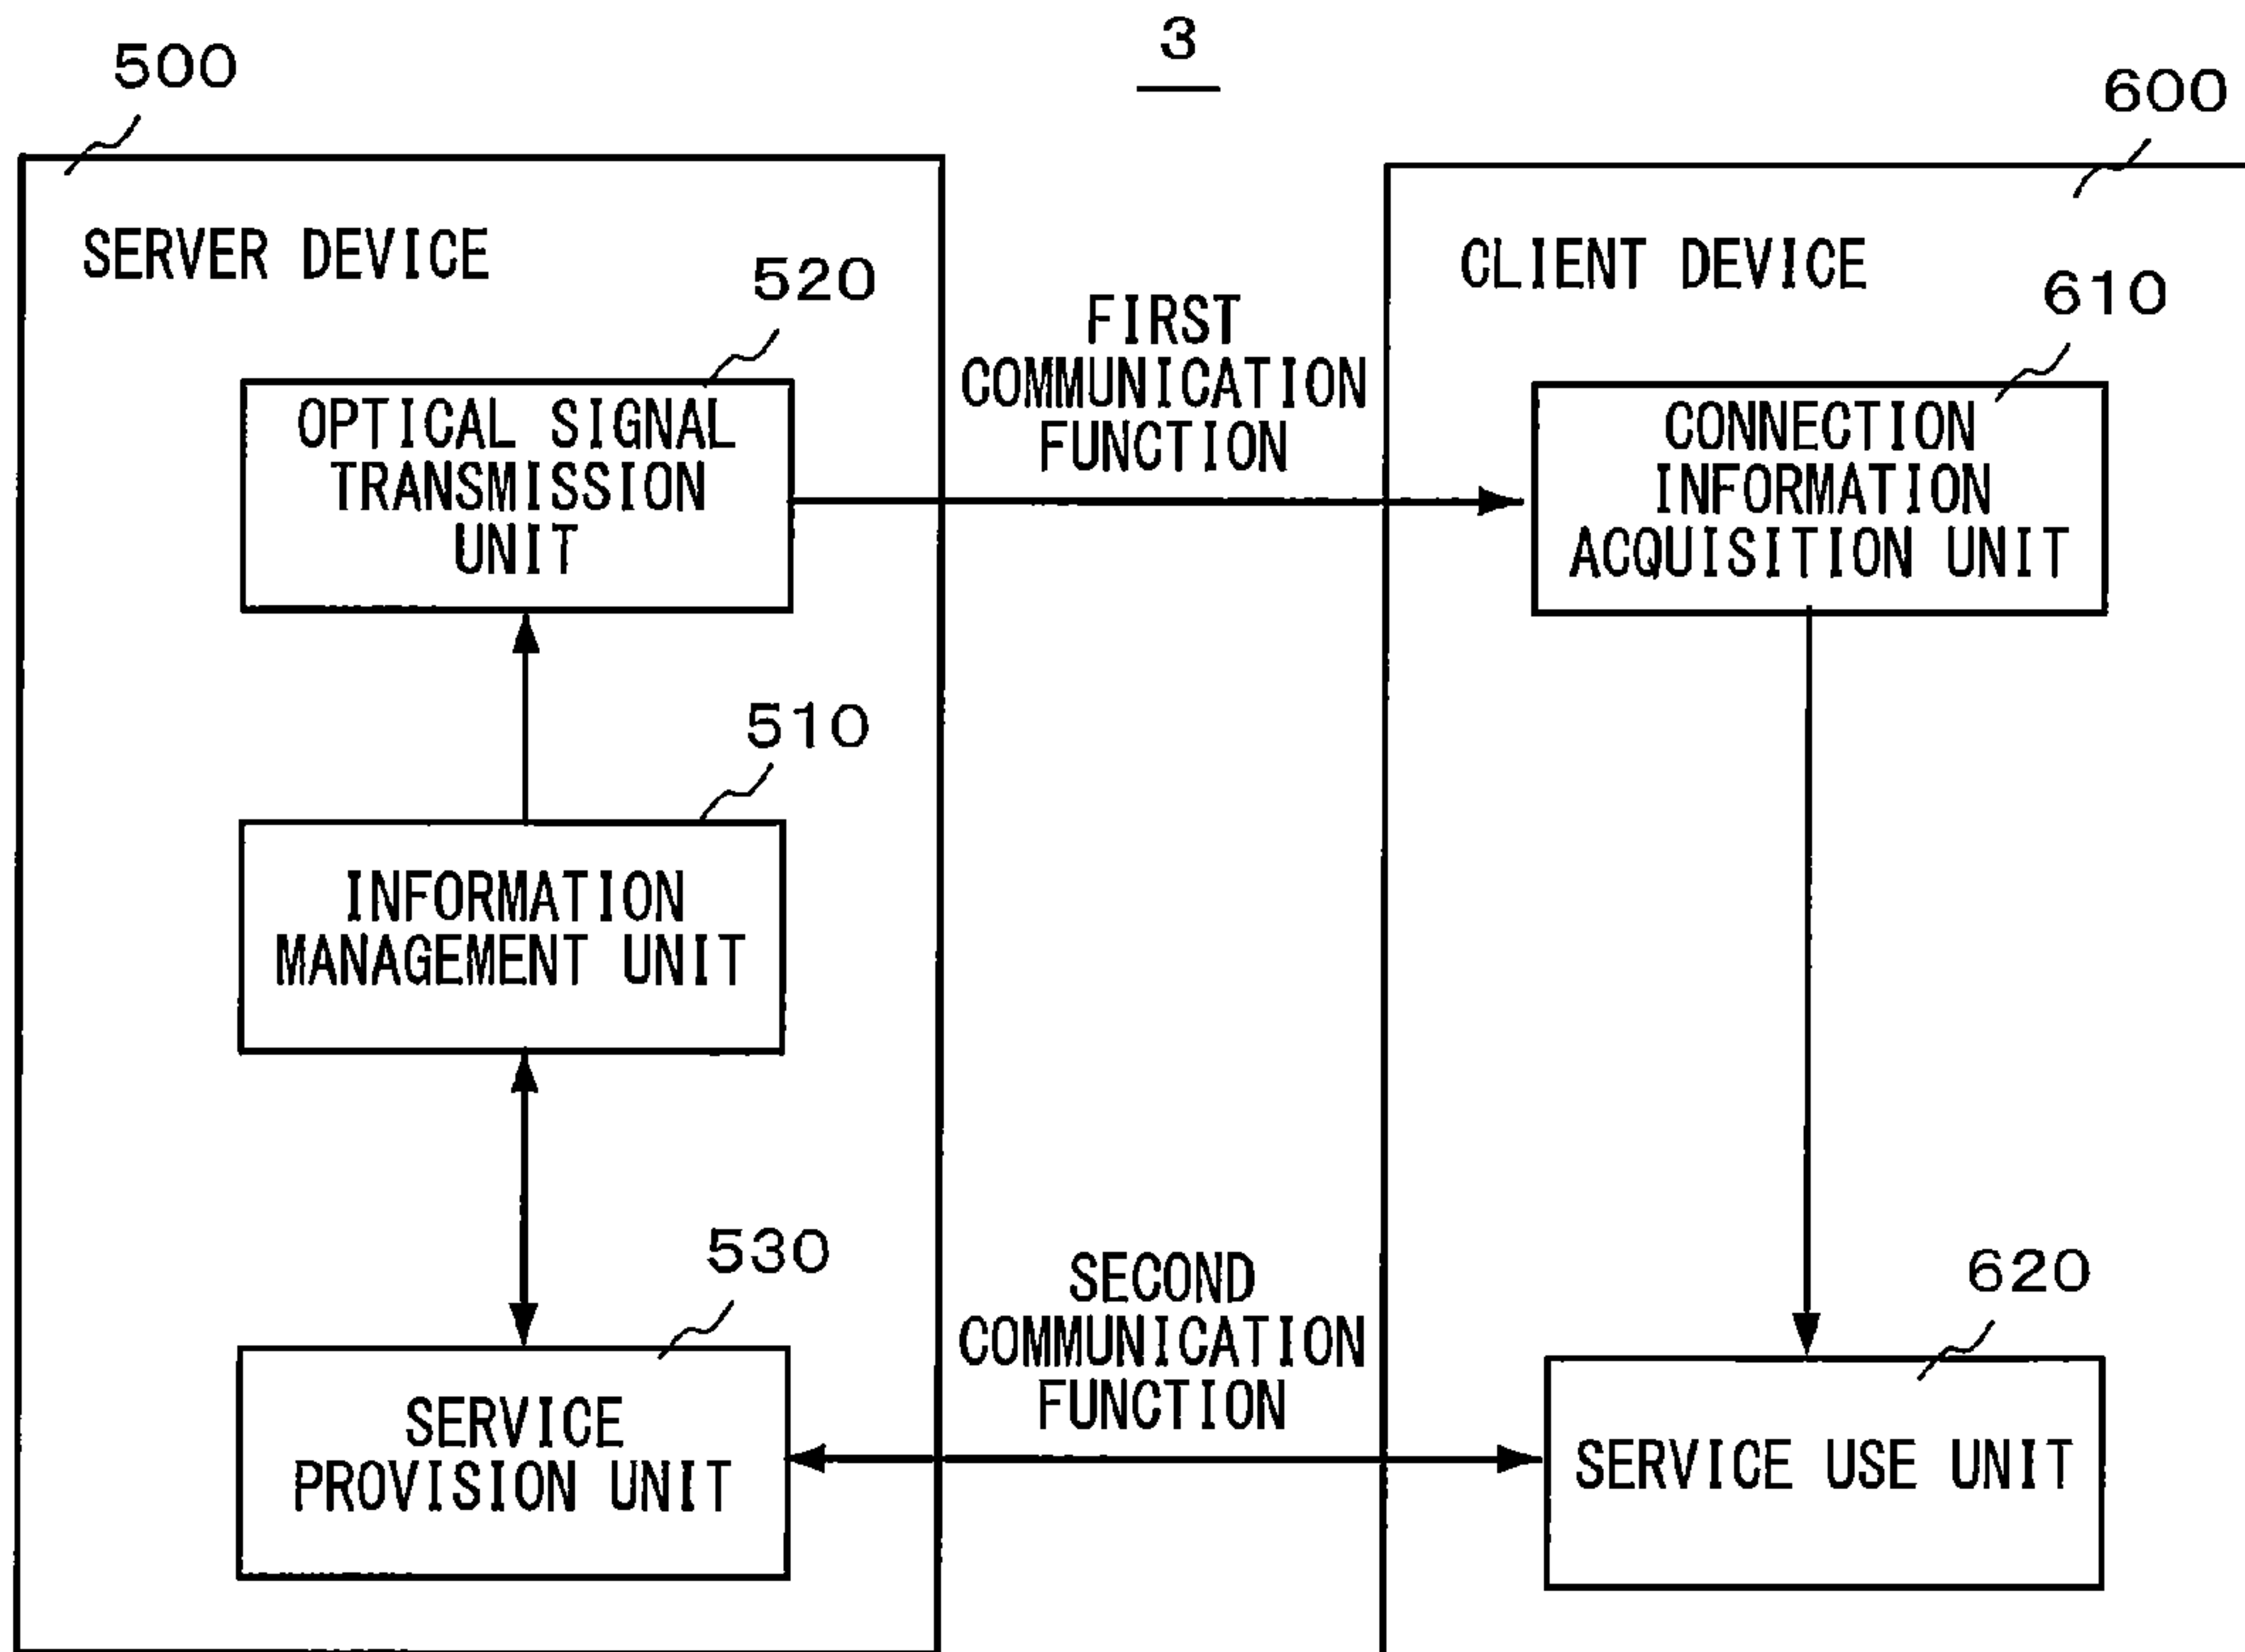 3
500
600
SERVER DEVICE
CLIENT DEVICE
520
610
FIRST
COMMUNICATION
FUNCTION
OPTICAL SIGNAL
TRANSMISSION
UNIT
CONNECTION
INFORMATION
ACQUISITION UNIT
510
INFORMATION
MANAGEMENT UNIT
530
620
SECOND
COMMUNICATION
FUNCTION
SERVICE
PROVISION UNIT
SERVICE USE UNIT